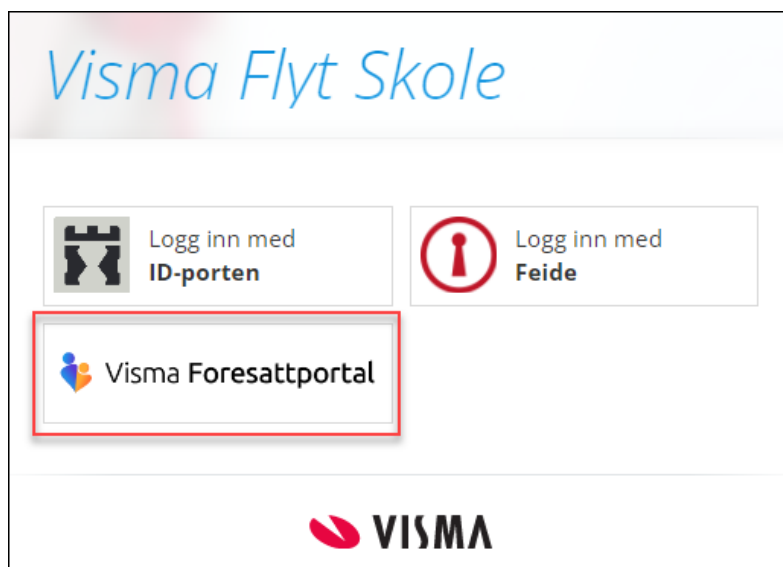 Visma Flyt Skole
Logg inn med
ID-porten
Logg inn med
Feide
Visma Foresattportal
VISMA